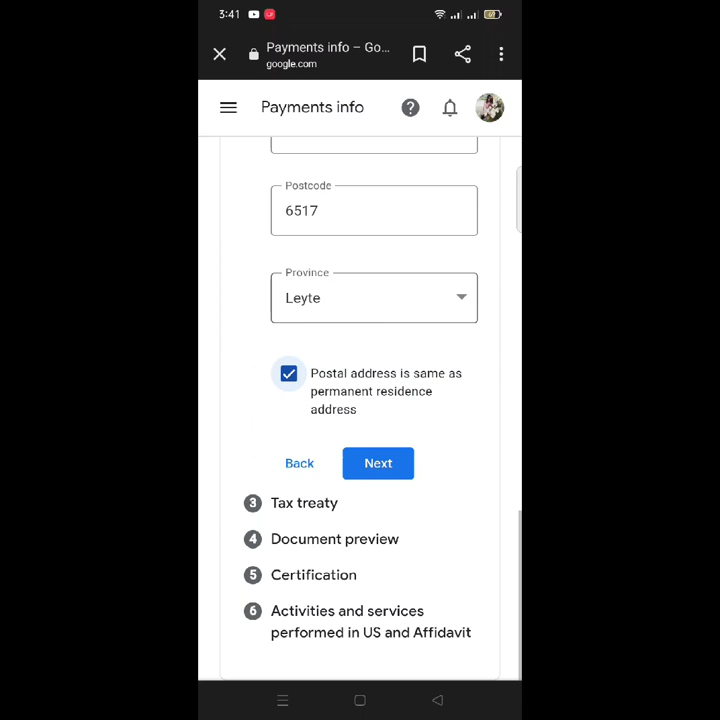 3:41
Payments info – Go...
google.com
Payments info
Postcode
6517
Province
Leyte
Postal address is same as
permanent residence
address
Back
Next
3 Tax treaty
4 Document preview
5 Certification
6 Activities and services
performed in US and Affidavit